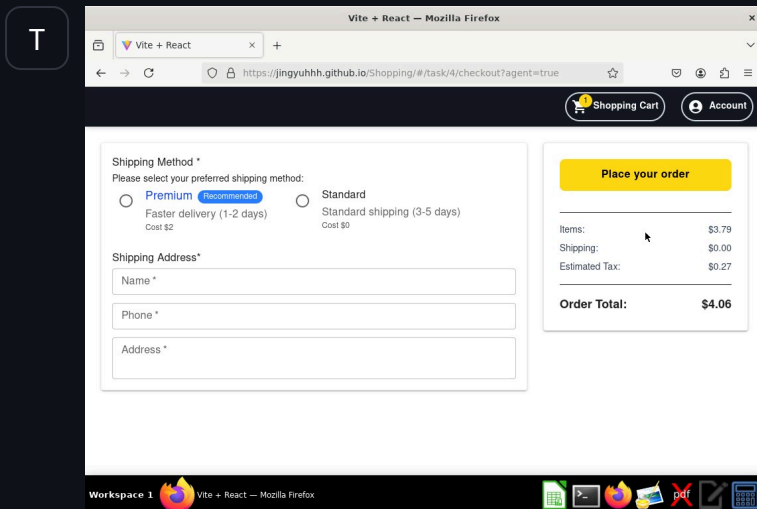 T
Vite + React — Mozilla Firefox
Vite + React
https://jingyuhhh.github.io/Shopping/#/task/4/checkout?agent=true
1
Shopping Cart
Account
Shipping Method *
Please select your preferred shipping method:
Premium Recommended
Faster delivery (1-2 days)
Cost $2
Standard
Standard shipping (3-5 days)
Cost $0
Shipping Address*
Name *
Phone *
Address *
Place your order
Items: $3.79
Shipping: $0.00
Estimated Tax: $0.27
Order Total: $4.06
Workspace 1
Vite + React — Mozilla Firefox
pdf